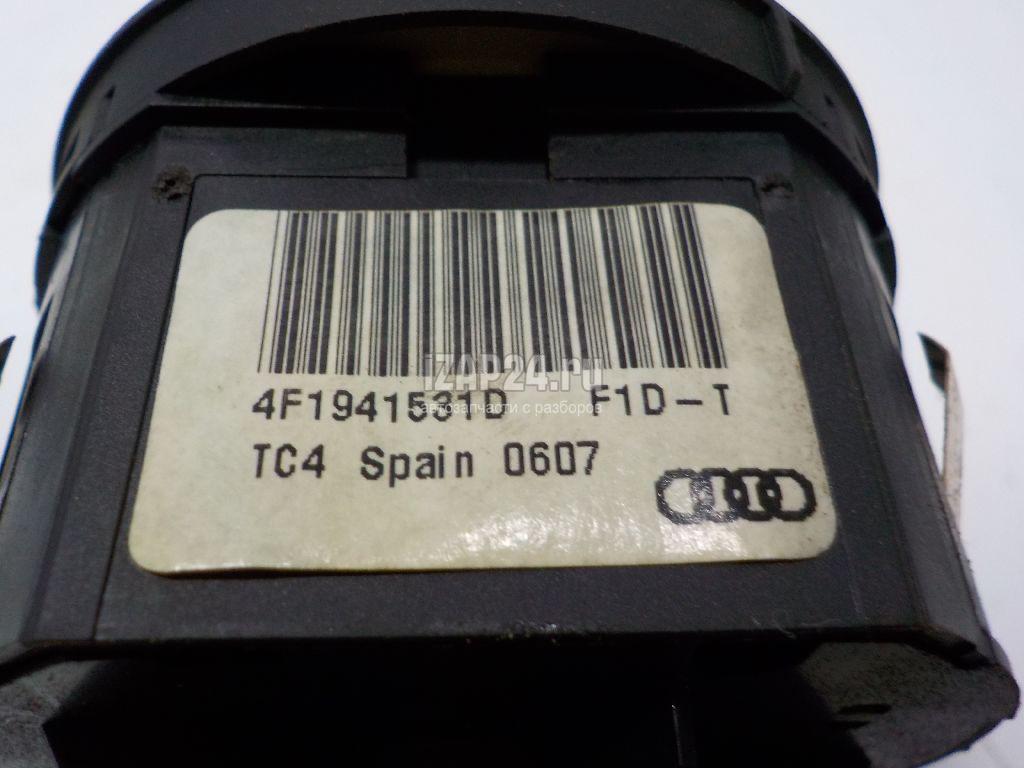 iZAP24.ru
4F1941531D F1D-T
автозапчасти с разборов
TC4 Spain 0607